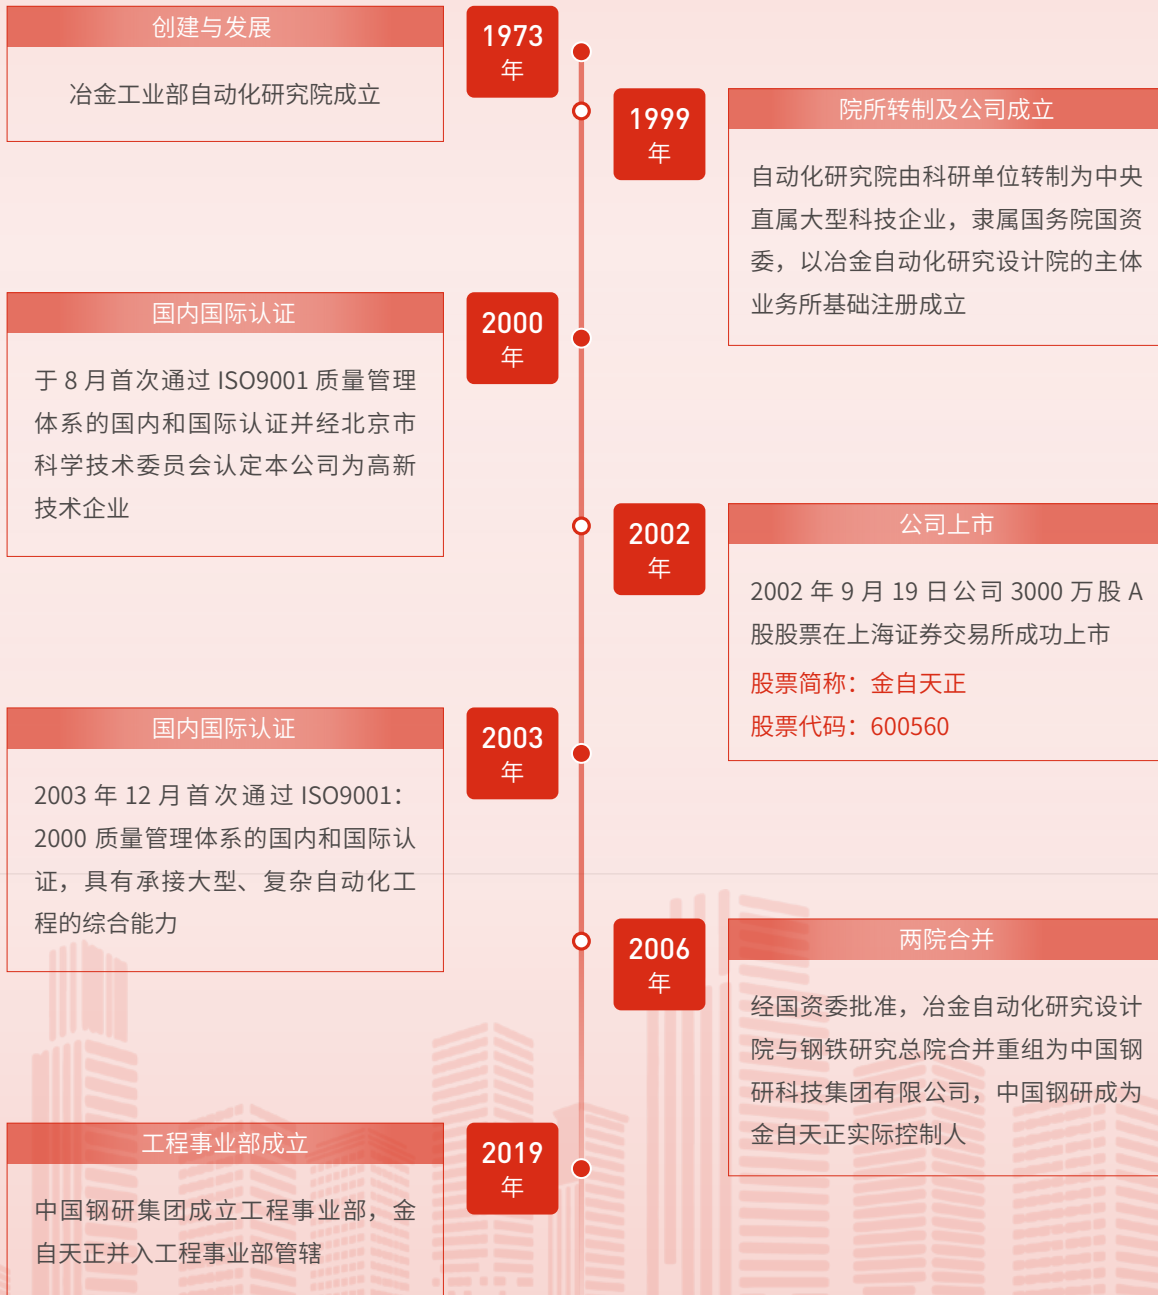 创建与发展
1973
年
冶金工业部自动化研究院成立
1999
年
院所转制及公司成立
自动化研究院由科研单位转制为中央
直属大型科技企业，隶属国务院国资
委，以冶金自动化研究设计院的主体
业务所基础注册成立
国内国际认证
2000
年
于 8 月首次通过 ISO9001 质量管理
体系的国内和国际认证并经北京市
科学技术委员会认定本公司为高新
技术企业
2002
年
公司上市
2002 年 9 月 19 日公司 3000 万股 A
股股票在上海证券交易所成功上市
股票简称：金自天正
股票代码：600560
国内国际认证
2003
年
2003 年 12 月首次通过 ISO9001：
2000 质量管理体系的国内和国际认
证，具有承接大型、复杂自动化工
程的综合能力
2006
年
两院合并
经国资委批准，冶金自动化研究设计
院与钢铁研究总院合并重组为中国钢
研科技集团有限公司，中国钢研成为
金自天正实际控制人
工程事业部成立
2019
年
中国钢研集团成立工程事业部，金
自天正并入工程事业部管辖